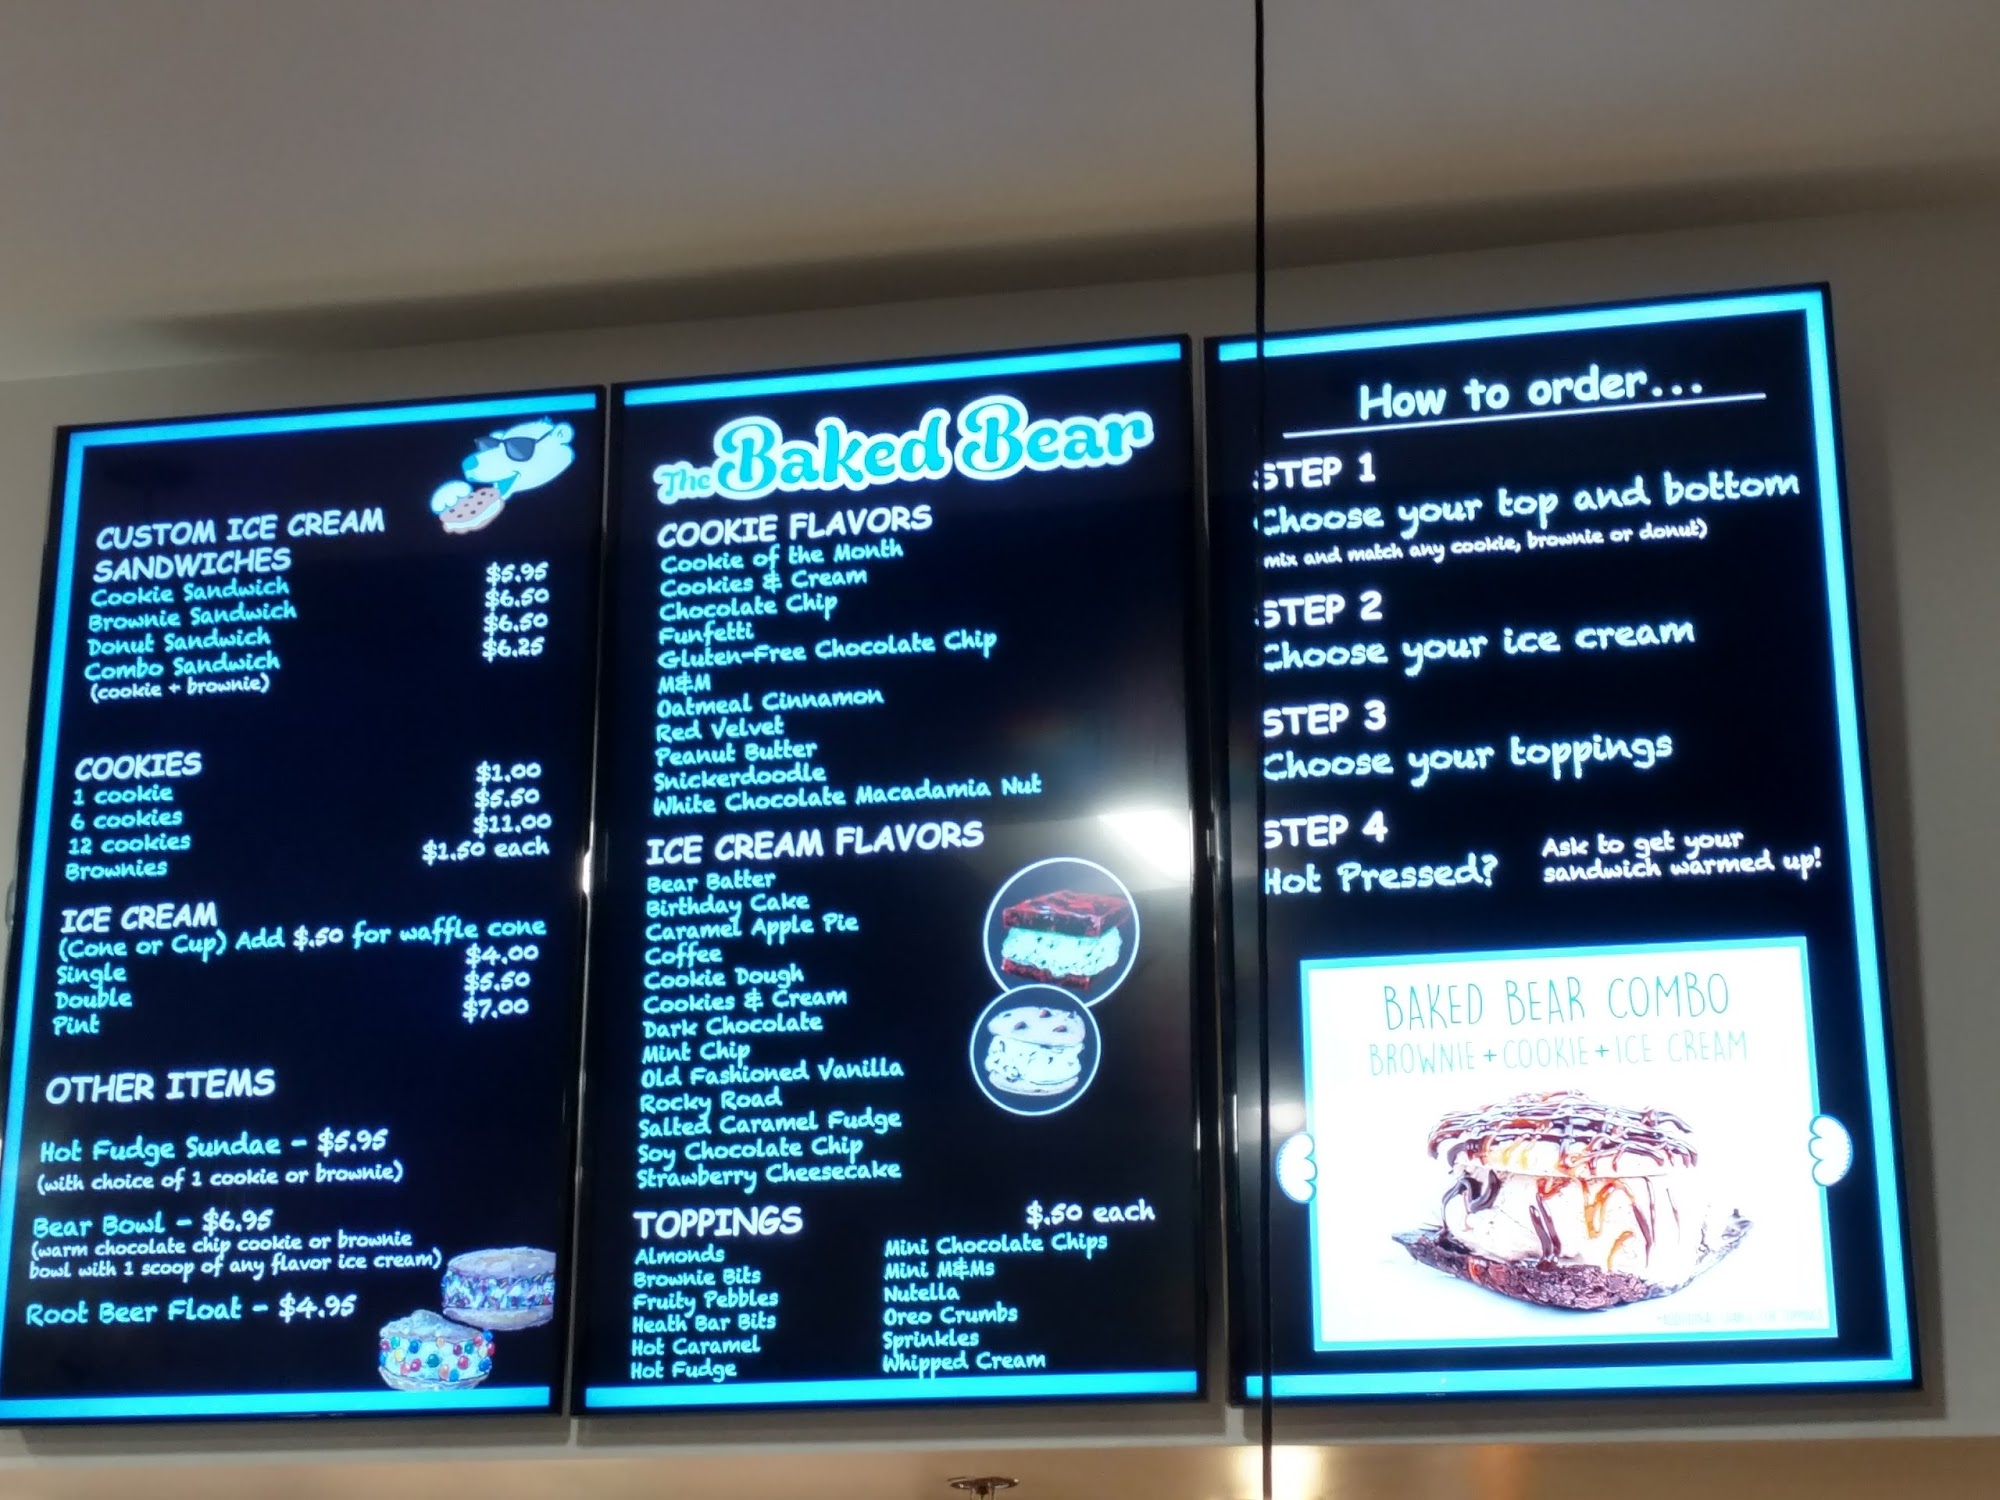 CUSTOM ICE CREAM
SANDWICHES
Cookie Sandwich $5.95
Brownie Sandwich $6.50
Donut Sandwich $6.50
Combo Sandwich $6.25
(cookie + brownie)
COOKIES
1 cookie $1.00
6 cookies $5.50
12 cookies $11.00
Brownies $1.50 each
ICE CREAM
(Cone or Cup) Add $.50 for waffle cone
Single $4.00
Double $5.50
Pint $7.00
OTHER ITEMS
Hot Fudge Sundae - $5.95
(with choice of 1 cookie or brownie)
Bear Bowl - $6.95
(warm chocolate chip cookie or brownie
bowl with 1 scoop of any flavor ice cream)
Root Beer Float - $4.95
The Baked Bear
COOKIE FLAVORS
Cookie of the Month
Cookies & Cream
Chocolate Chip
Funfetti
Gluten-Free Chocolate Chip
M&M
Oatmeal Cinnamon
Red Velvet
Peanut Butter
Snickerdoodle
White Chocolate Macadamia Nut
ICE CREAM FLAVORS
Bear Batter
Birthday Cake
Caramel Apple Pie
Coffee
Cookie Dough
Cookies & Cream
Dark Chocolate
Mint Chip
Old Fashioned Vanilla
Rocky Road
Salted Caramel Fudge
Soy Chocolate Chip
Strawberry Cheesecake
TOPPINGS $.50 each
Almonds
Brownie Bits
Fruity Pebbles
Heath Bar Bits
Hot Caramel
Hot Fudge
Mini Chocolate Chips
Mini M&Ms
Nutella
Oreo Crumbs
Sprinkles
Whipped Cream
How to order...
STEP 1
Choose your top and bottom
(mix and match any cookie, brownie or donut)
STEP 2
Choose your ice cream
STEP 3
Choose your toppings
STEP 4
Hot Pressed?
Ask to get your
sandwich warmed up!
BAKED BEAR COMBO
BROWNIE + COOKIE + ICE CREAM